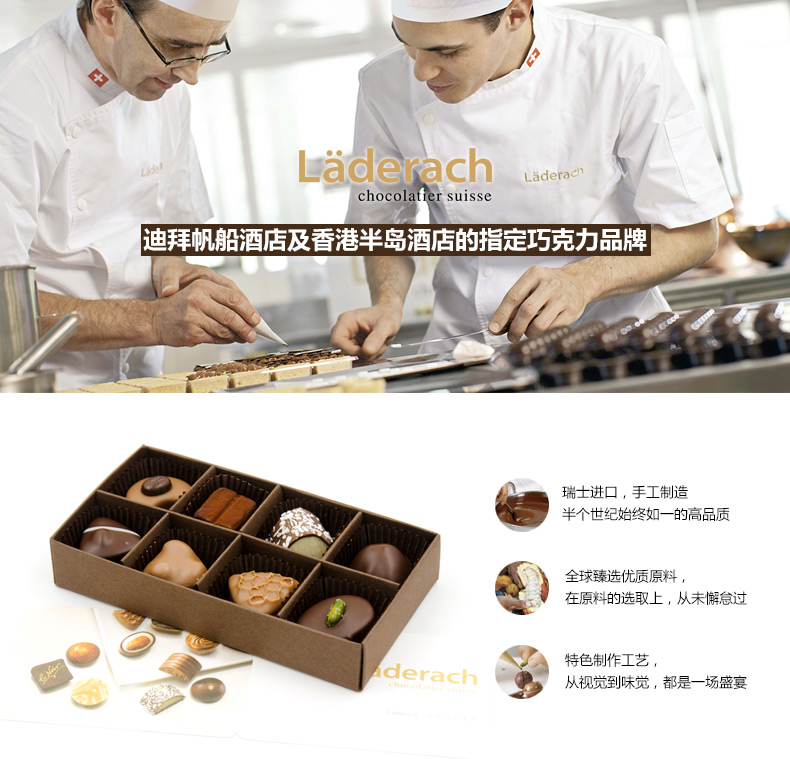 Läderach
chocolatier suisse
Läderach
迪拜帆船酒店及香港半岛酒店的指定巧克力品牌
瑞士进口，手工制造
半个世纪始终如一的高品质
全球臻选优质原料，
在原料的选取上，从未懈怠过
特色制作工艺，
从视觉到味觉，都是一场盛宴
äderach
chocolatier suisse